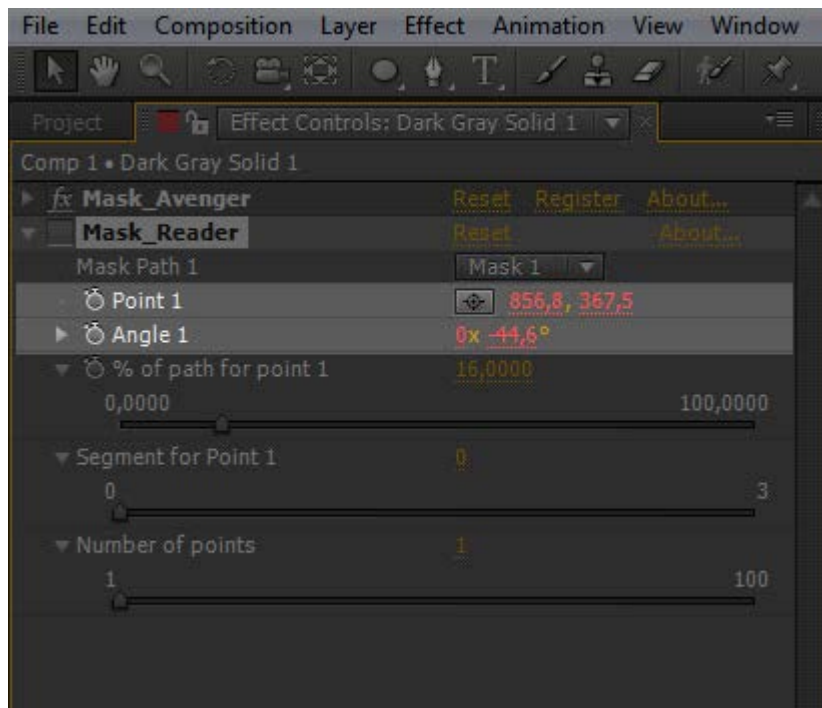 File Edit Composition Layer Effect Animation View Window
T
Project Effect Controls: Dark Gray Solid 1
Comp 1 • Dark Gray Solid 1
fx Mask_Avenger Reset Register About...
Mask_Reader Reset About...
Mask Path 1 Mask 1
Point 1 856,8, 367,5
Angle 1 0x -44,6°
% of path for point 1 16,0000
0,0000 100,0000
Segment for Point 1 0
0 3
Number of points 1
1 100